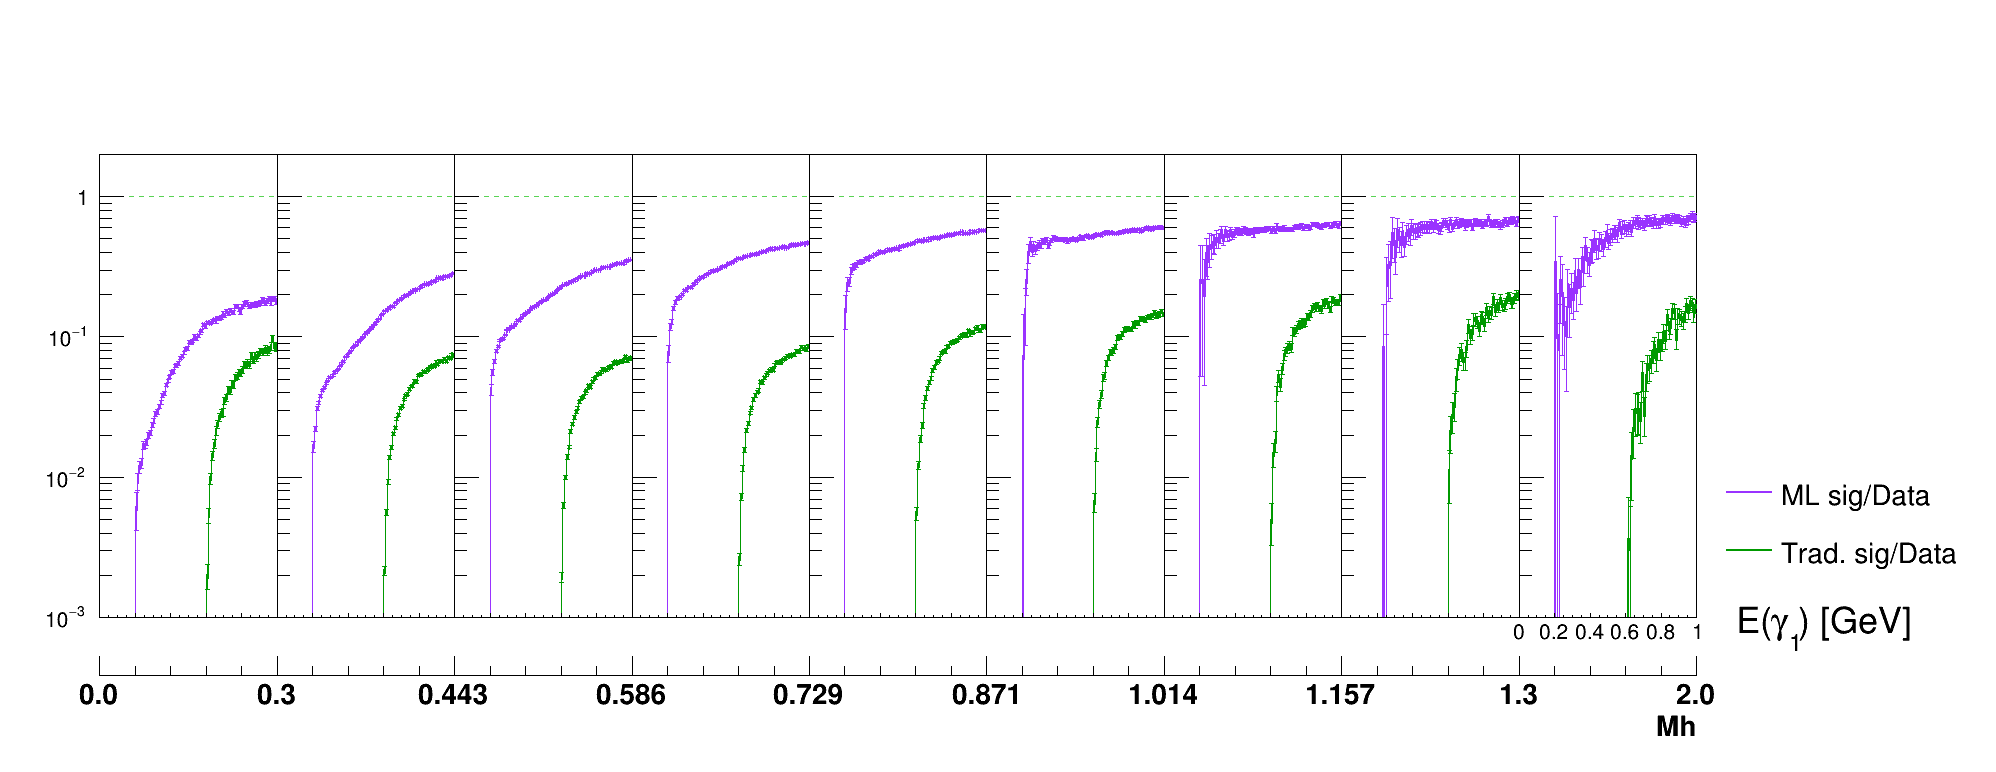 1
10⁻¹
10⁻²
10⁻³
ML sig/Data
Trad. sig/Data
0 0.2 0.4 0.6 0.8 1
E(γ₁) [GeV]
0.0 0.3 0.443 0.586 0.729 0.871 1.014 1.157 1.3 2.0
Mh